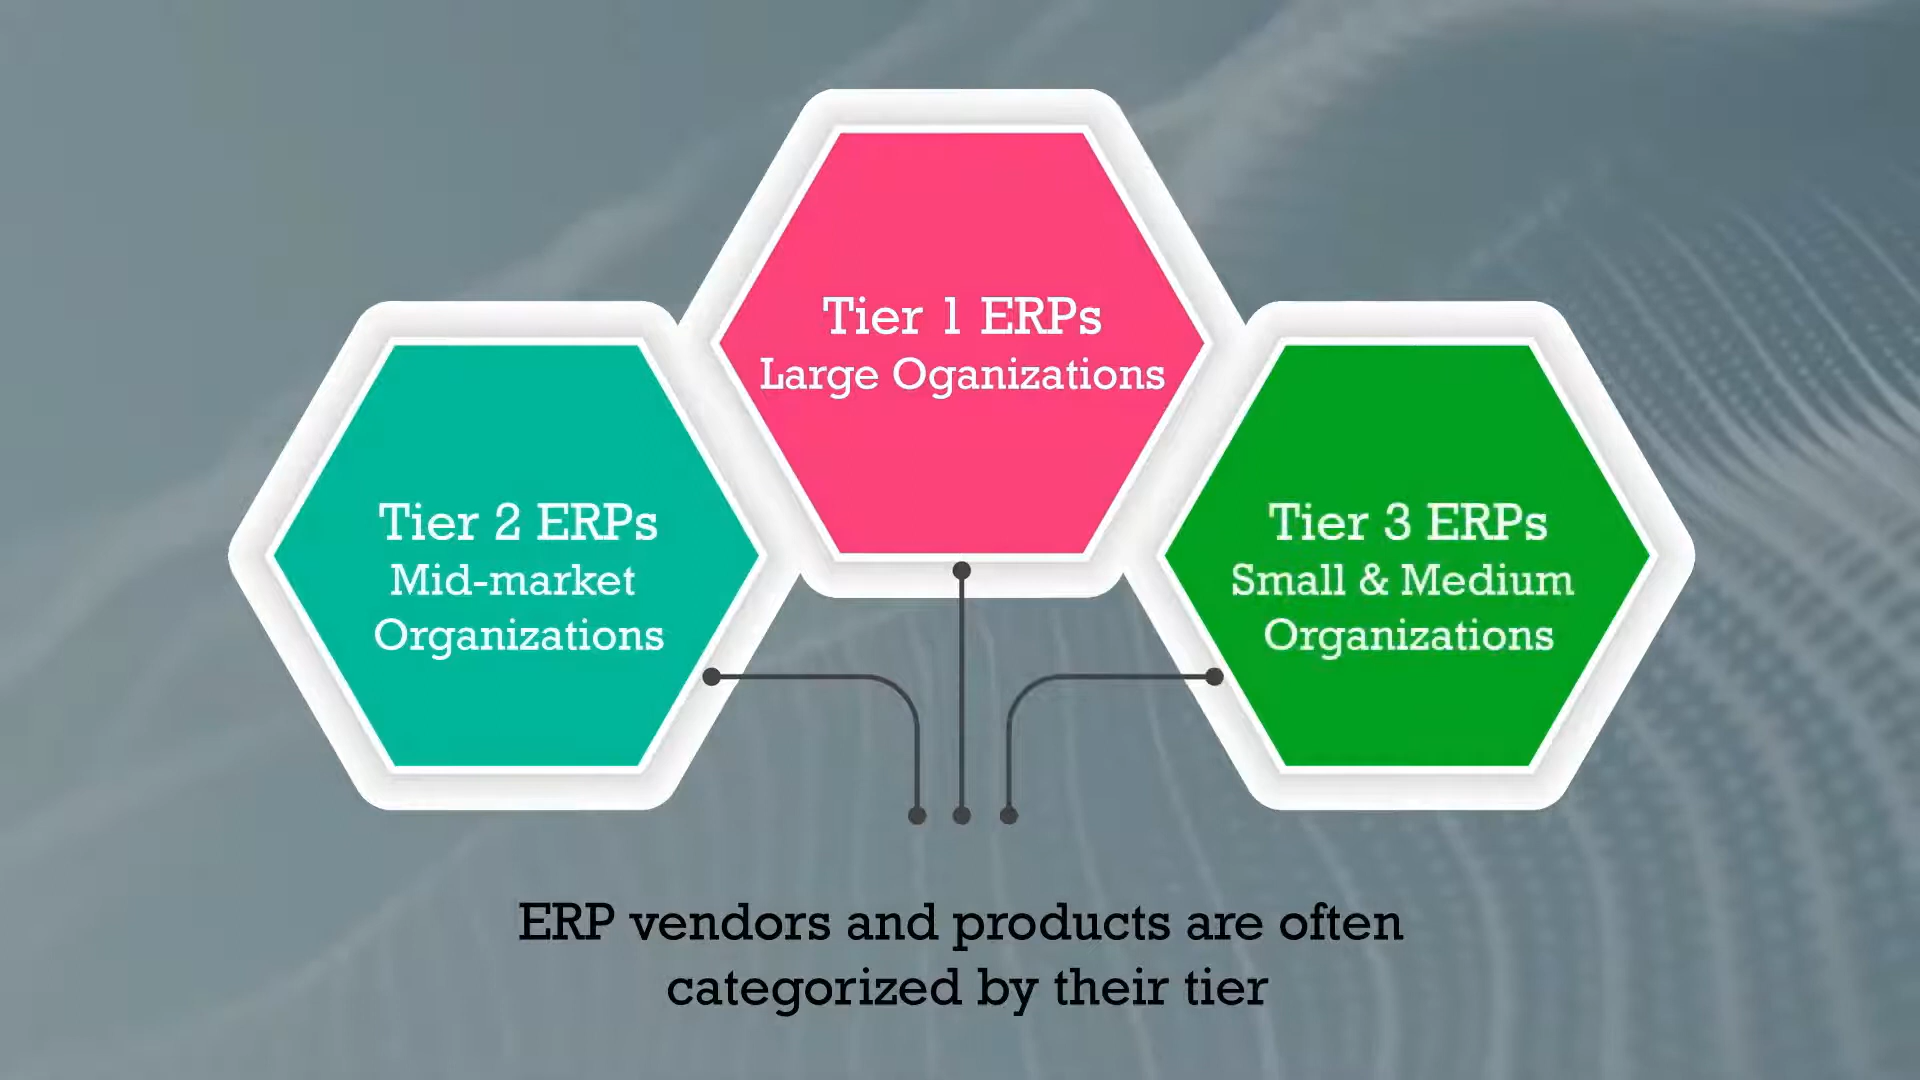 Tier 1 ERPs
Large Oganizations
Tier 2 ERPs
Mid-market
Organizations
Tier 3 ERPs
Small & Medium
Organizations
ERP vendors and products are often
categorized by their tier